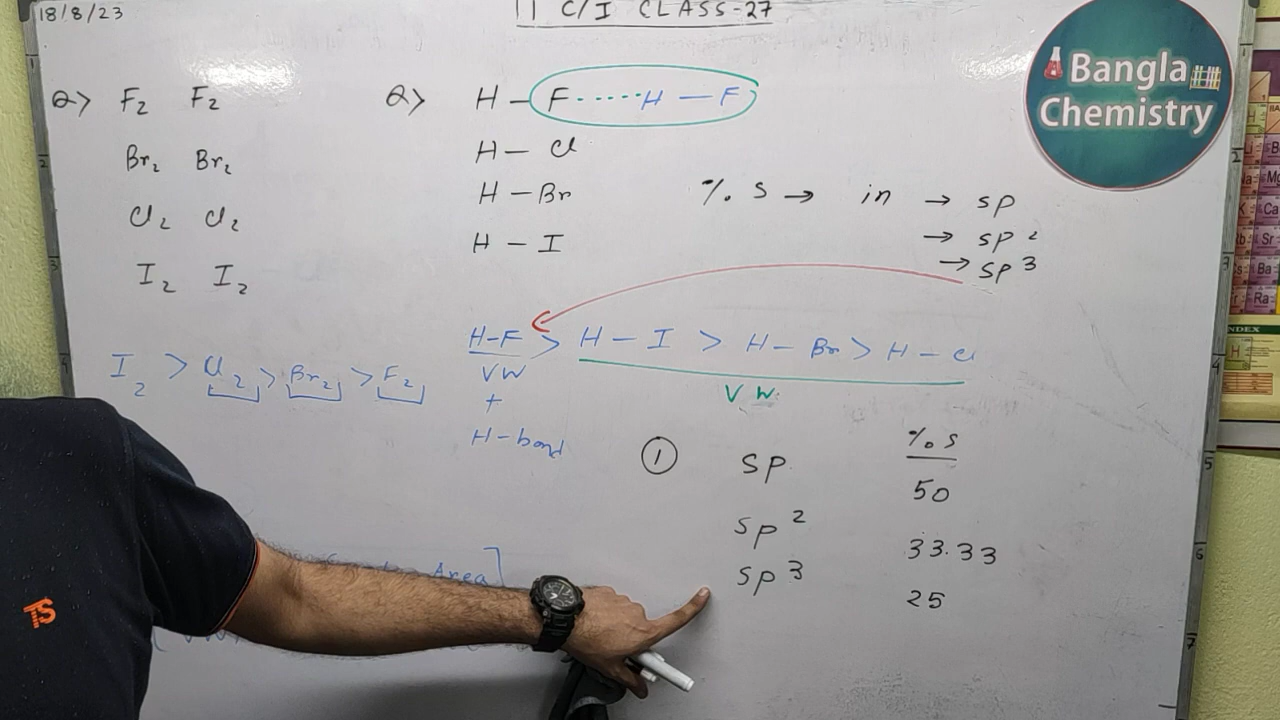 18/8/23
11 C/I CLASS-27
Bangla
Chemistry
Q> F₂ F₂
Br₂ Br₂
Cl₂ Cl₂
I₂ I₂
I₂ > Cl₂ > Br₂ > F₂
Q> H – F ····· H – F
H – Cl
H – Br
H – I
% S → in → sp
→ sp²
→ sp³
H-F > H – I > H – Br > H – Cl
VW
+
H-bond
VW
① sp
sp²
sp³
% S
50
33.33
25
Area]
TS
INDEX